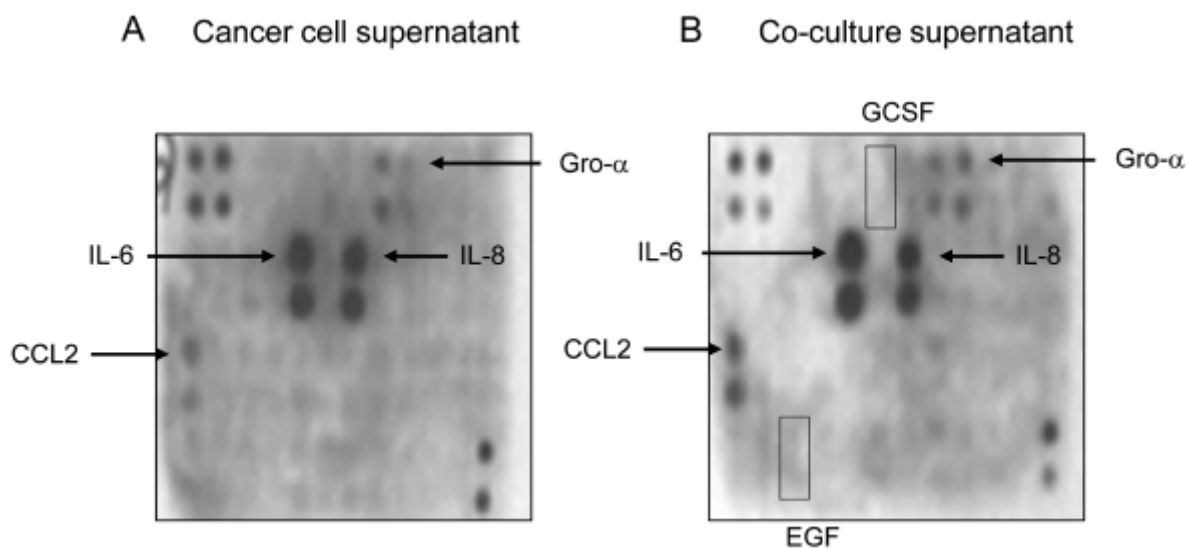 A Cancer cell supernatant
B Co-culture supernatant
GCSF
Gro-α
Gro-α
IL-6
IL-8
IL-6
IL-8
CCL2
CCL2
EGF